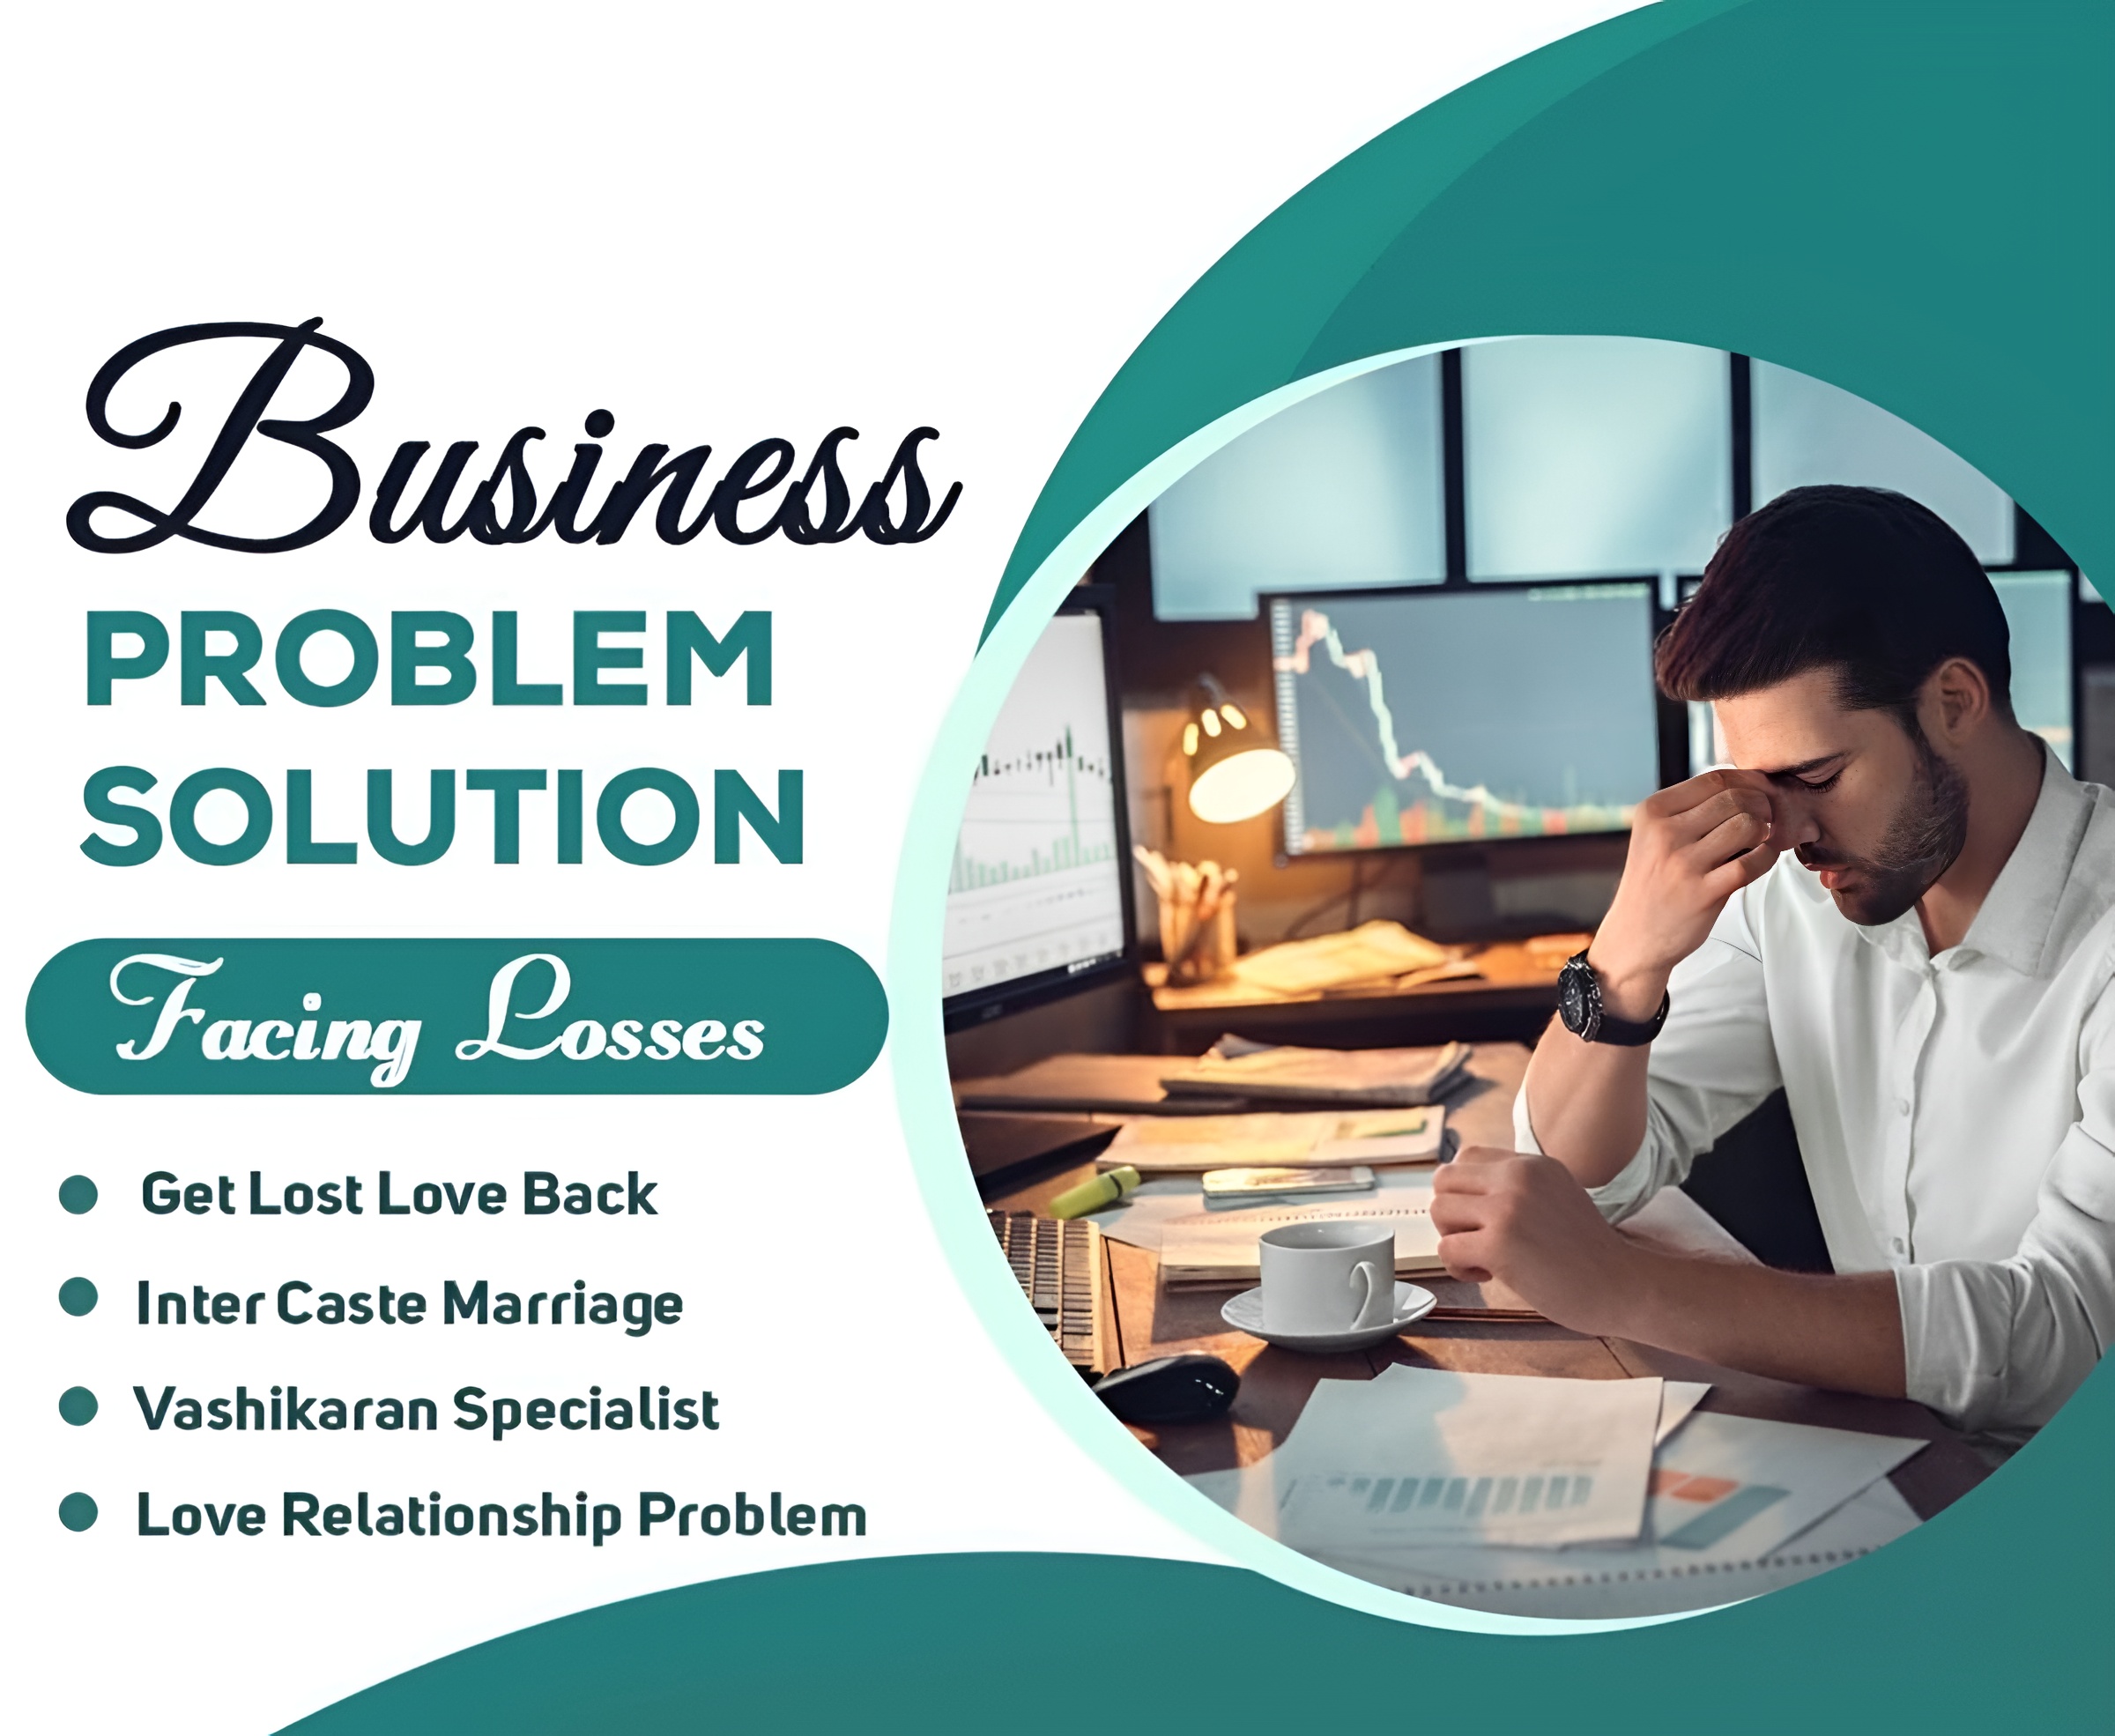 Business
PROBLEM
SOLUTION
Facing Losses
Get Lost Love Back
Inter Caste Marriage
Vashikaran Specialist
Love Relationship Problem